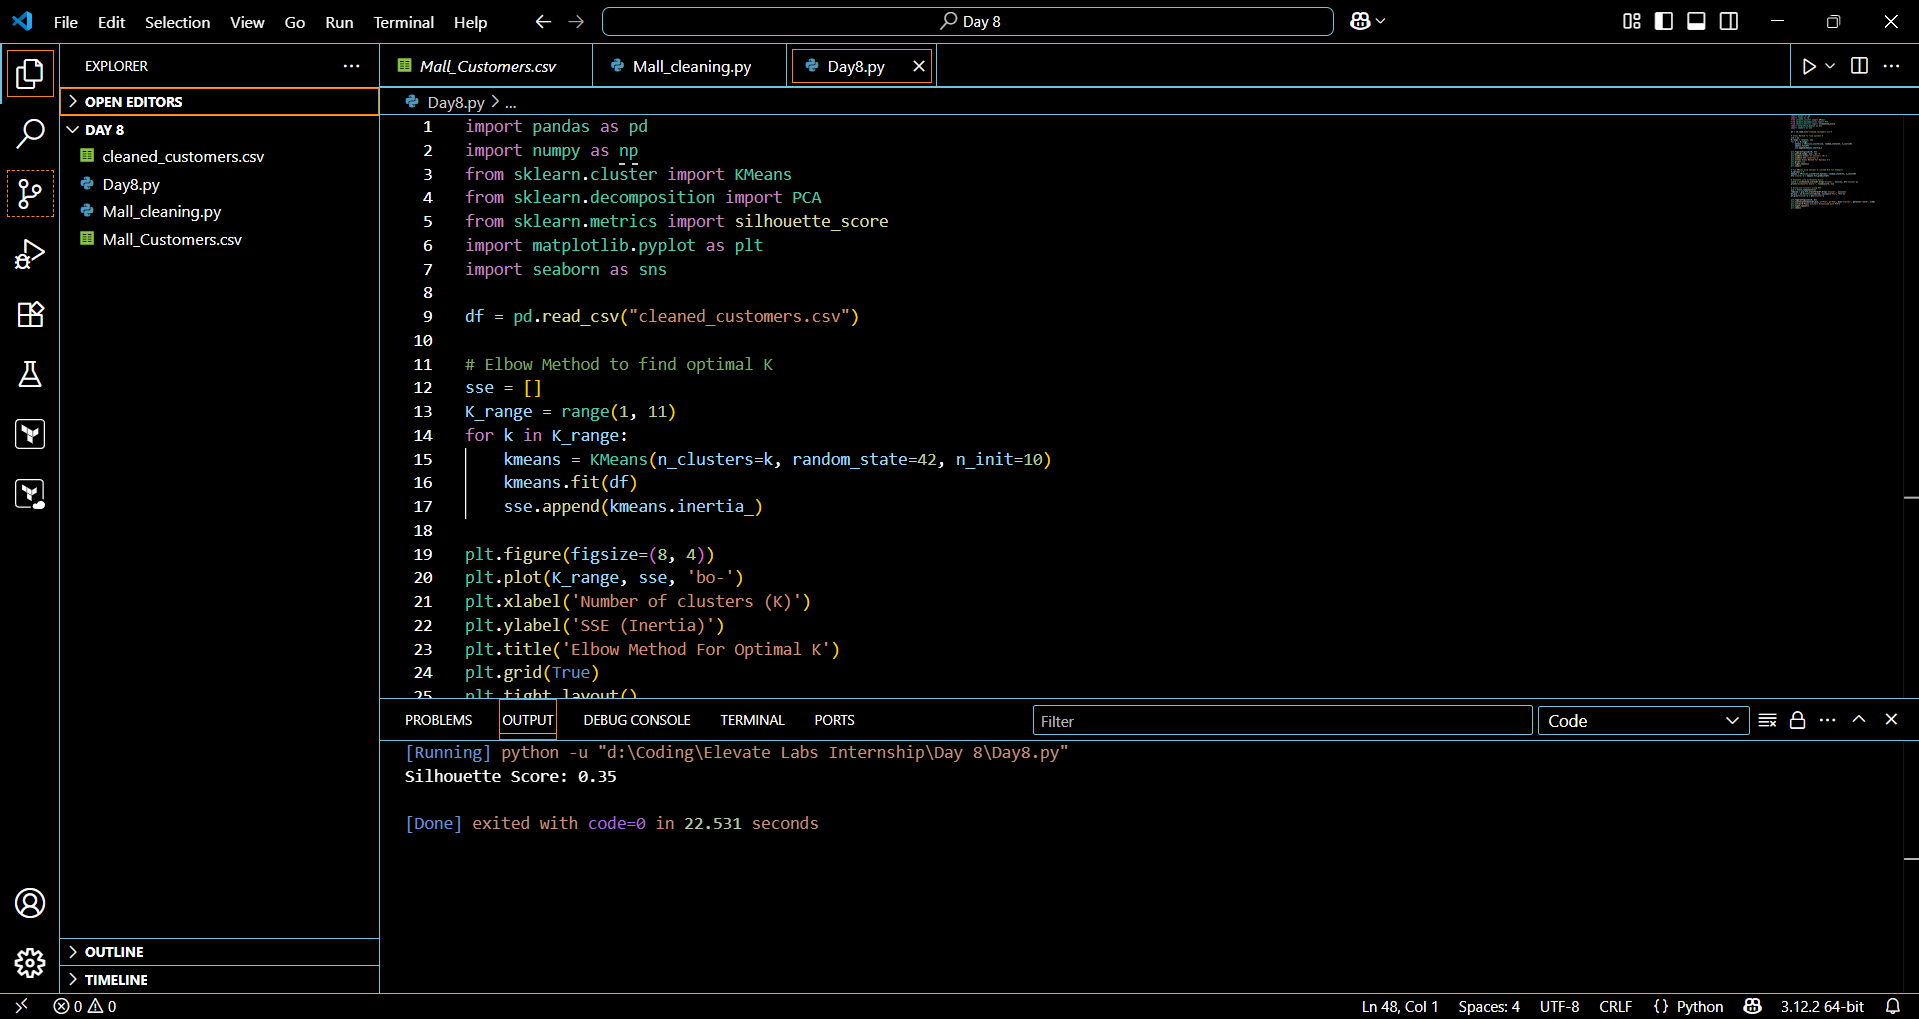 File Edit Selection View Go Run Terminal Help
Day 8
EXPLORER
OPEN EDITORS
DAY 8
cleaned_customers.csv
Day8.py
Mall_cleaning.py
Mall_Customers.csv
OUTLINE
TIMELINE
Mall_Customers.csv Mall_cleaning.py Day8.py
Day8.py > ...
1 import pandas as pd
2 import numpy as np
3 from sklearn.cluster import KMeans
4 from sklearn.decomposition import PCA
5 from sklearn.metrics import silhouette_score
6 import matplotlib.pyplot as plt
7 import seaborn as sns
8
9 df = pd.read_csv("cleaned_customers.csv")
10
11 # Elbow Method to find optimal K
12 sse = []
13 K_range = range(1, 11)
14 for k in K_range:
15     kmeans = KMeans(n_clusters=k, random_state=42, n_init=10)
16     kmeans.fit(df)
17     sse.append(kmeans.inertia_)
18
19 plt.figure(figsize=(8, 4))
20 plt.plot(K_range, sse, 'bo-')
21 plt.xlabel('Number of clusters (K)')
22 plt.ylabel('SSE (Inertia)')
23 plt.title('Elbow Method For Optimal K')
24 plt.grid(True)
25 plt.tight_layout()
PROBLEMS OUTPUT DEBUG CONSOLE TERMINAL PORTS Filter Code
[Running] python -u "d:\Coding\Elevate Labs Internship\Day 8\Day8.py"
Silhouette Score: 0.35
[Done] exited with code=0 in 22.531 seconds
0 0 Ln 48, Col 1 Spaces: 4 UTF-8 CRLF {} Python 3.12.2 64-bit